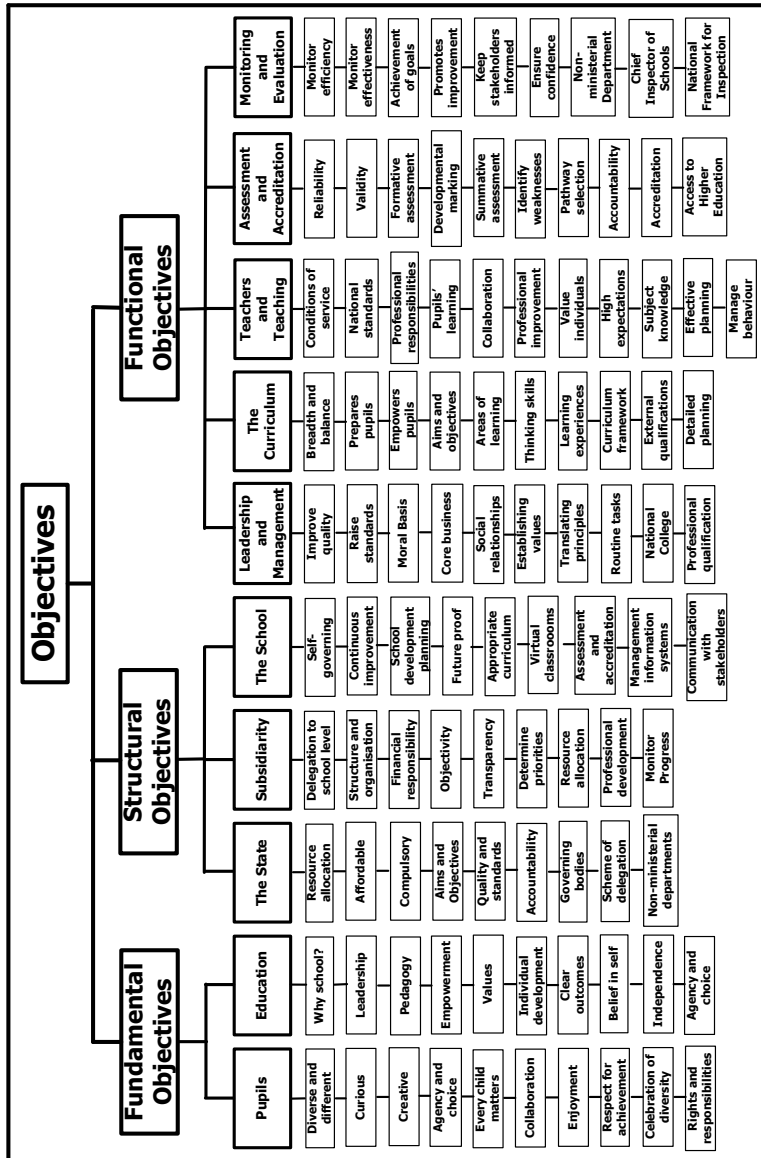 Objectives
Fundamental
Objectives
Structural
Objectives
Functional
Objectives
Pupils
Diverse and
different
Curious
Creative
Agency and
choice
Every child
matters
Collaboration
Enjoyment
Respect for
achievement
Celebration of
diversity
Rights and
responsibilities
Education
Why school?
Leadership
Pedagogy
Empowerment
Values
Individual
development
Clear
outcomes
Belief in self
Independence
Agency and
choice
The State
Resource
allocation
Affordable
Compulsory
Aims and
Objectives
Quality and
standards
Accountability
Governing
bodies
Scheme of
delegation
Non-ministerial
departments
Subsidiarity
Delegation to
school level
Structure and
organisation
Financial
responsibility
Objectivity
Transparency
Determine
priorities
Resource
allocation
Professional
development
Monitor
Progress
The School
Self-
governing
Continuous
improvement
School
development
planning
Future proof
Appropriate
curriculum
Virtual
classroooms
Assessment
and
accreditation
Management
information
systems
Communication
with
stakeholders
Leadership
and
Management
Improve
quality
Raise
standards
Moral Basis
Core business
Social
relationships
Establishing
values
Translating
principles
Routine tasks
National
College
Professional
qualification
The
Curriculum
Breadth and
balance
Prepares
pupils
Empowers
pupils
Aims and
objectives
Areas of
learning
Thinking skills
Learning
experiences
Curriculum
framework
External
qualifications
Detailed
planning
Teachers
and
Teaching
Conditions of
service
National
standards
Professional
responsibilities
Pupils’
learning
Collaboration
Professional
improvement
Value
individuals
High
expectations
Subject
knowledge
Effective
planning
Manage
behaviour
Assessment
and
Accreditation
Reliability
Validity
Formative
assessment
Developmental
marking
Summative
assessment
Identify
weaknesses
Pathway
selection
Accountability
Accreditation
Access to
Higher
Education
Monitoring
and
Evaluation
Monitor
efficiency
Monitor
effectiveness
Achievement
of goals
Promotes
improvement
Keep
stakeholders
informed
Ensure
confidence
Non-
ministerial
Department
Chief
Inspector of
Schools
National
Framework for
Inspection